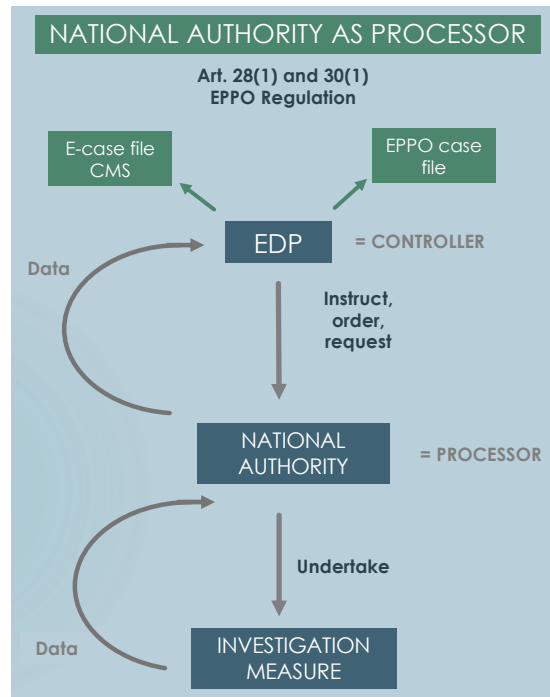 NATIONAL AUTHORITY AS PROCESSOR
Art. 28(1) and 30(1)
EPPO Regulation
E-case file
CMS
EPPO case
file
EDP
= CONTROLLER
Data
Instruct,
order,
request
NATIONAL
AUTHORITY
= PROCESSOR
Undertake
Data
INVESTIGATION
MEASURE